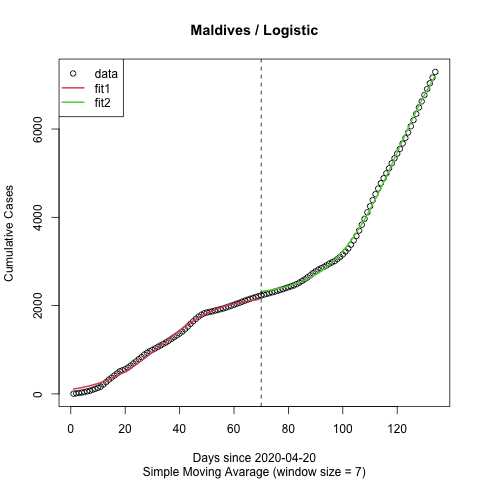 Maldives / Logistic
data
fit1
fit2
Cumulative Cases
0
2000
4000
6000
0 20 40 60 80 100 120
Days since 2020-04-20
Simple Moving Avarage (window size = 7)